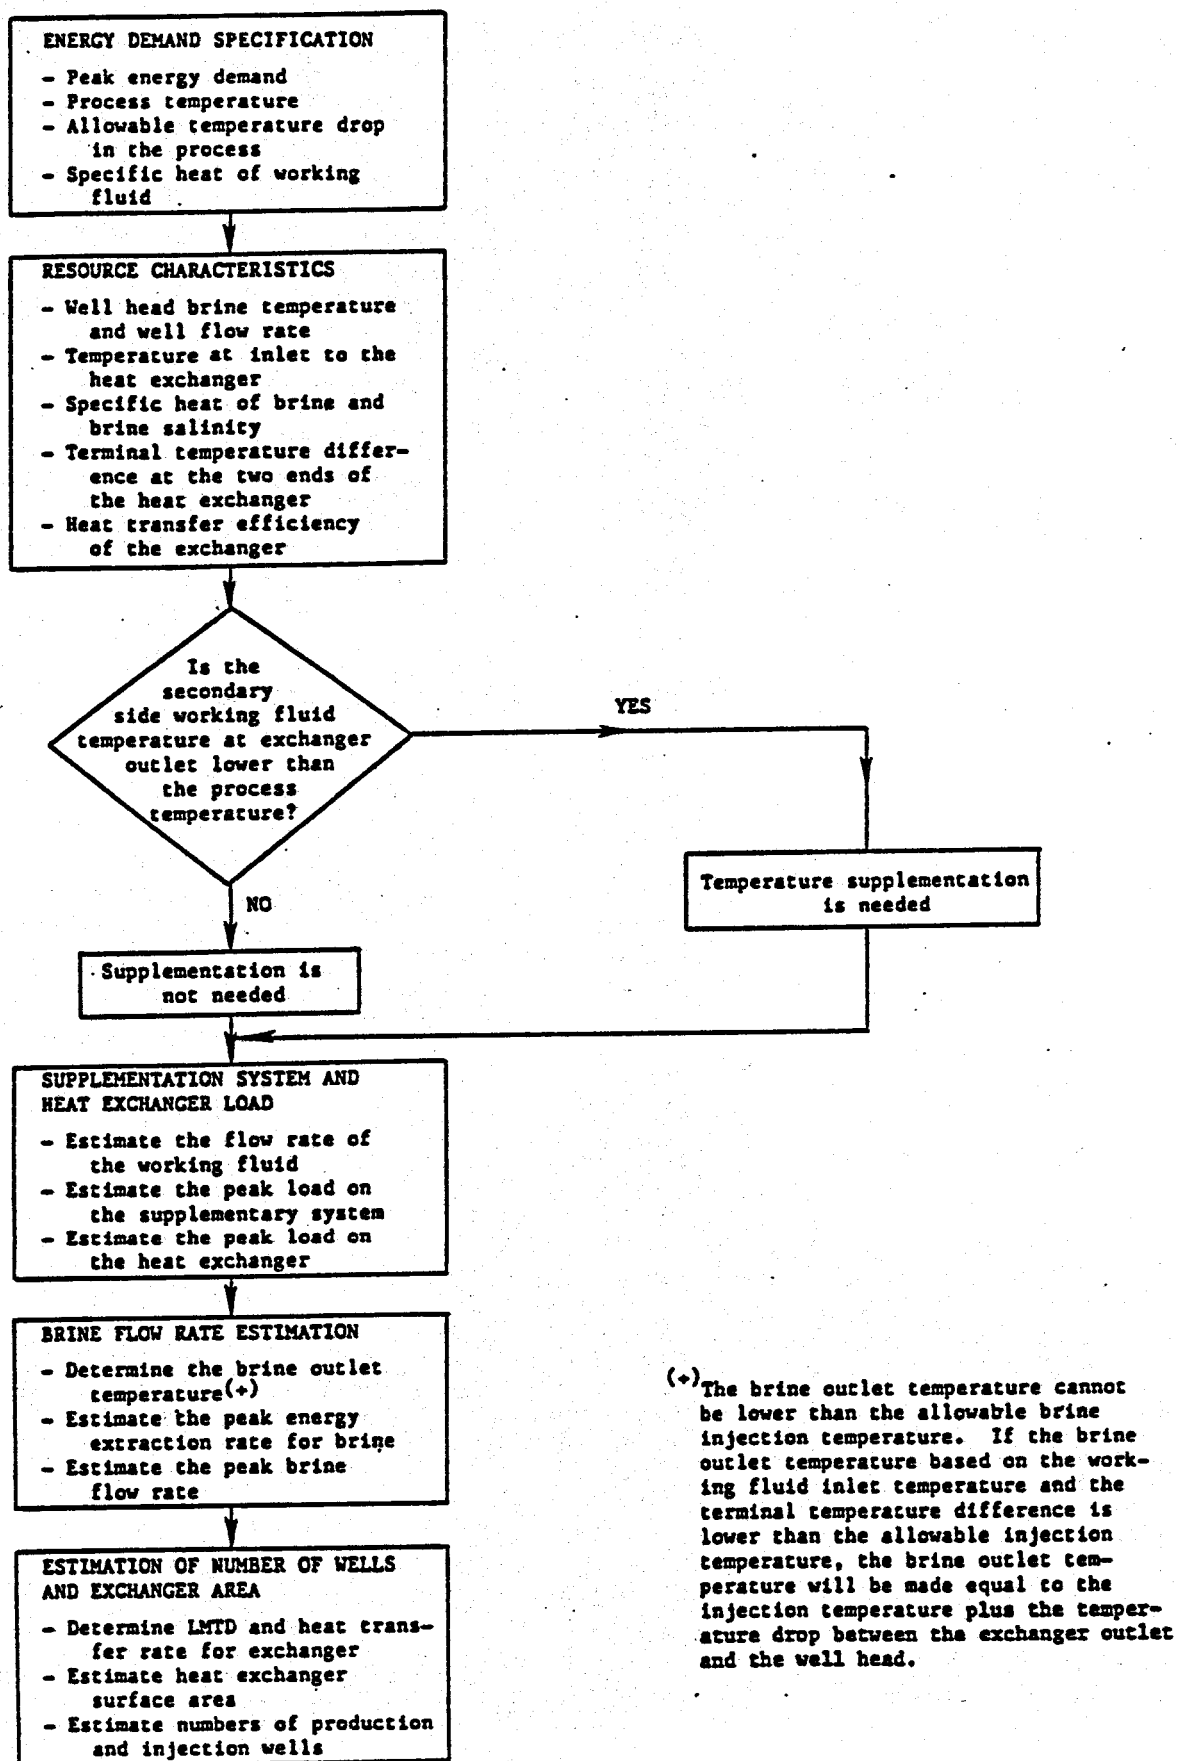 ENERGY DEMAND SPECIFICATION
- Peak energy demand
- Process temperature
- Allowable temperature drop
in the process
- Specific heat of working
fluid
RESOURCE CHARACTERISTICS
- Well head brine temperature
and well flow rate
- Temperature at inlet to the
heat exchanger
- Specific heat of brine and
brine salinity
- Terminal temperature differ-
ence at the two ends of
the heat exchanger
- Heat transfer efficiency
of the exchanger
Is the
secondary
side working fluid
temperature at exchanger
outlet lower than
the process
temperature?
YES
NO
Temperature supplementation
is needed
Supplementation is
not needed
SUPPLEMENTATION SYSTEM AND
HEAT EXCHANGER LOAD
- Estimate the flow rate of
the working fluid
- Estimate the peak load on
the supplementary system
- Estimate the peak load on
the heat exchanger
BRINE FLOW RATE ESTIMATION
- Determine the brine outlet
temperature(+)
- Estimate the peak energy
extraction rate for brine
- Estimate the peak brine
flow rate
ESTIMATION OF NUMBER OF WELLS
AND EXCHANGER AREA
- Determine LMTD and heat trans-
fer rate for exchanger
- Estimate heat exchanger
surface area
- Estimate numbers of production
and injection wells
(+)The brine outlet temperature cannot
be lower than the allowable brine
injection temperature. If the brine
outlet temperature based on the work-
ing fluid inlet temperature and the
terminal temperature difference is
lower than the allowable injection
temperature, the brine outlet tem-
perature will be made equal to the
injection temperature plus the temper-
ature drop between the exchanger outlet
and the well head.